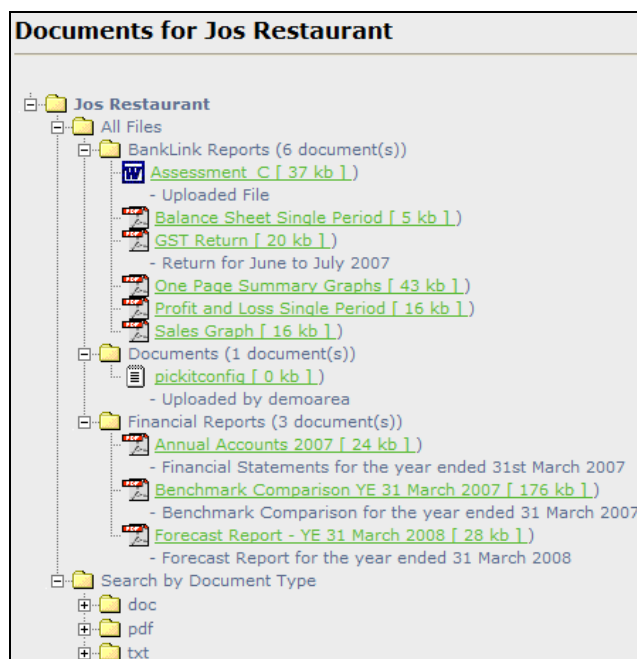 Documents for Jos Restaurant
Jos Restaurant
All Files
BankLink Reports (6 document(s))
Assessment_C [ 37 kb ] )
- Uploaded File
Balance Sheet Single Period [ 5 kb ] )
GST Return [ 20 kb ] )
- Return for June to July 2007
One Page Summary Graphs [ 43 kb ] )
Profit and Loss Single Period [ 16 kb ] )
Sales Graph [ 16 kb ] )
Documents (1 document(s))
pickitconfig [ 0 kb ] )
- Uploaded by demoarea
Financial Reports (3 document(s))
Annual Accounts 2007 [ 24 kb ] )
- Financial Statements for the year ended 31st March 2007
Benchmark Comparison YE 31 March 2007 [ 176 kb ] )
- Benchmark Comparison for the year ended 31 March 2007
Forecast Report - YE 31 March 2008 [ 28 kb ] )
- Forecast Report for the year ended 31 March 2008
Search by Document Type
doc
pdf
txt